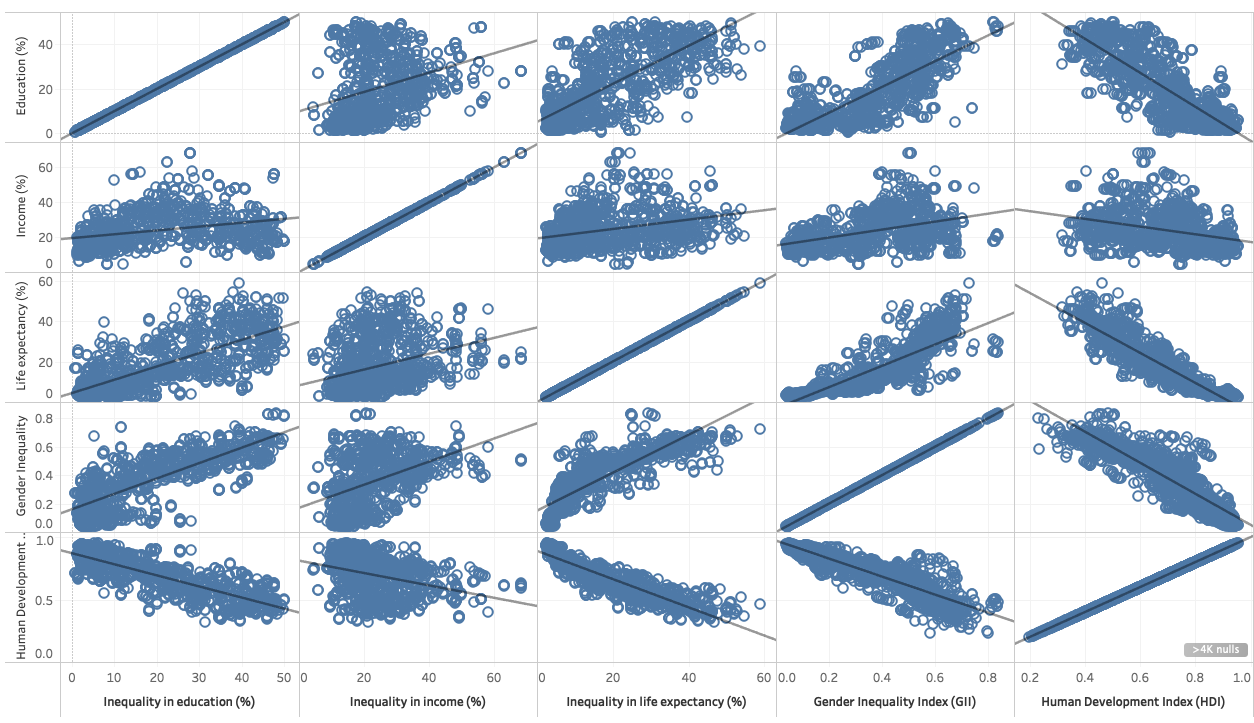 Education (%)
40
20
0
Income (%)
60
40
20
0
Life expectancy (%)
60
40
20
0
Gender Inequality
0.8
0.6
0.4
0.2
0.0
Human Development ..
1.0
0.5
0.0
>4K nulls
0 10 20 30 40 50 0 20 40 60 0 20 40 60 0.0 0.2 0.4 0.6 0.8 0.2 0.4 0.6 0.8 1.0
Inequality in education (%) Inequality in income (%) Inequality in life expectancy (%) Gender Inequality Index (GII) Human Development Index (HDI)